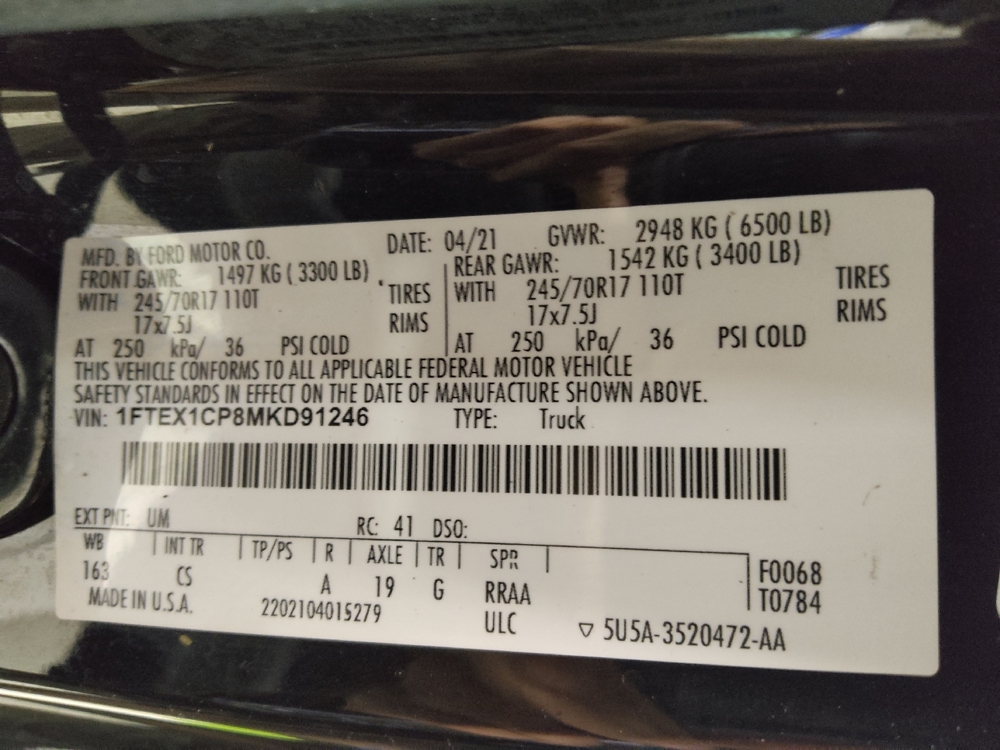 MFD. BY FORD MOTOR CO. DATE: 04/21 GVWR: 2948 KG ( 6500 LB)
FRONT GAWR: 1497 KG ( 3300 LB) REAR GAWR: 1542 KG ( 3400 LB)
WITH 245/70R17 110T TIRES WITH 245/70R17 110T TIRES
17x7.5J RIMS 17x7.5J RIMS
AT 250 kPa/ 36 PSI COLD AT 250 kPa/ 36 PSI COLD
THIS VEHICLE CONFORMS TO ALL APPLICABLE FEDERAL MOTOR VEHICLE
SAFETY STANDARDS IN EFFECT ON THE DATE OF MANUFACTURE SHOWN ABOVE.
VIN: 1FTEX1CP8MKD91246 TYPE: Truck
EXT PNT: UM RC: 41 DSO:
WB INT TR TP/PS R AXLE TR SPR
163 CS A 19 G RRAA F0068
T0784
MADE IN U.S.A. 2202104015279 ULC ▽ 5U5A-3520472-AA